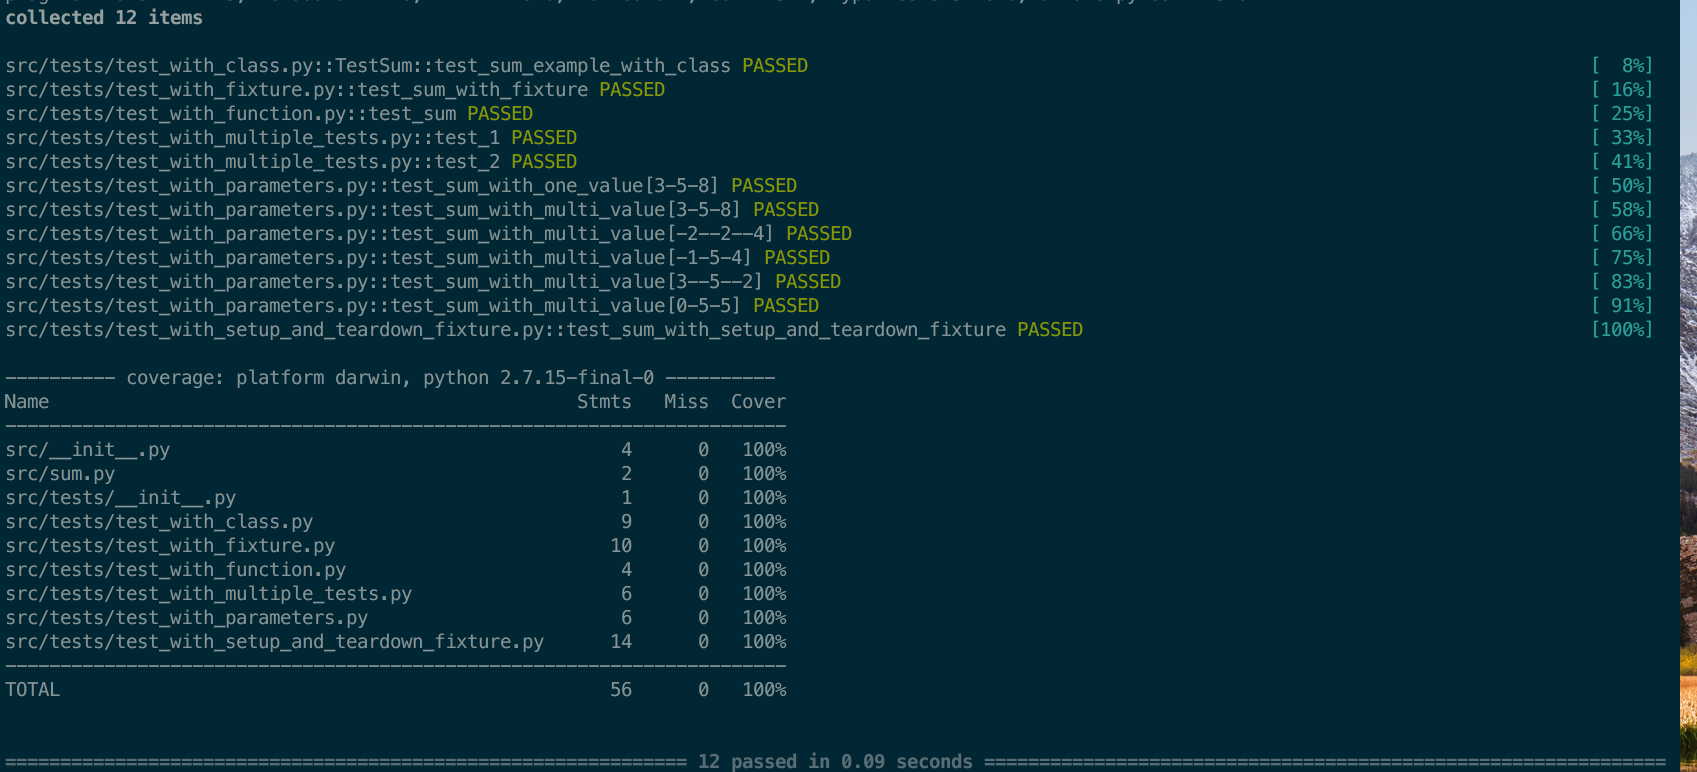 collected 12 items
src/tests/test_with_class.py::TestSum::test_sum_example_with_class PASSED [  8%]
src/tests/test_with_fixture.py::test_sum_with_fixture PASSED [ 16%]
src/tests/test_with_function.py::test_sum PASSED [ 25%]
src/tests/test_with_multiple_tests.py::test_1 PASSED [ 33%]
src/tests/test_with_multiple_tests.py::test_2 PASSED [ 41%]
src/tests/test_with_parameters.py::test_sum_with_one_value[3-5-8] PASSED [ 50%]
src/tests/test_with_parameters.py::test_sum_with_multi_value[3-5-8] PASSED [ 58%]
src/tests/test_with_parameters.py::test_sum_with_multi_value[-2--2--4] PASSED [ 66%]
src/tests/test_with_parameters.py::test_sum_with_multi_value[-1-5-4] PASSED [ 75%]
src/tests/test_with_parameters.py::test_sum_with_multi_value[3--5--2] PASSED [ 83%]
src/tests/test_with_parameters.py::test_sum_with_multi_value[0-5-5] PASSED [ 91%]
src/tests/test_with_setup_and_teardown_fixture.py::test_sum_with_setup_and_teardown_fixture PASSED [100%]
---------- coverage: platform darwin, python 2.7.15-final-0 ----------
Name Stmts Miss Cover
-----------------------------------------------------------------------
src/__init__.py 4 0 100%
src/sum.py 2 0 100%
src/tests/__init__.py 1 0 100%
src/tests/test_with_class.py 9 0 100%
src/tests/test_with_fixture.py 10 0 100%
src/tests/test_with_function.py 4 0 100%
src/tests/test_with_multiple_tests.py 6 0 100%
src/tests/test_with_parameters.py 6 0 100%
src/tests/test_with_setup_and_teardown_fixture.py 14 0 100%
-----------------------------------------------------------------------
TOTAL 56 0 100%
============================================================== 12 passed in 0.09 seconds ==============================================================